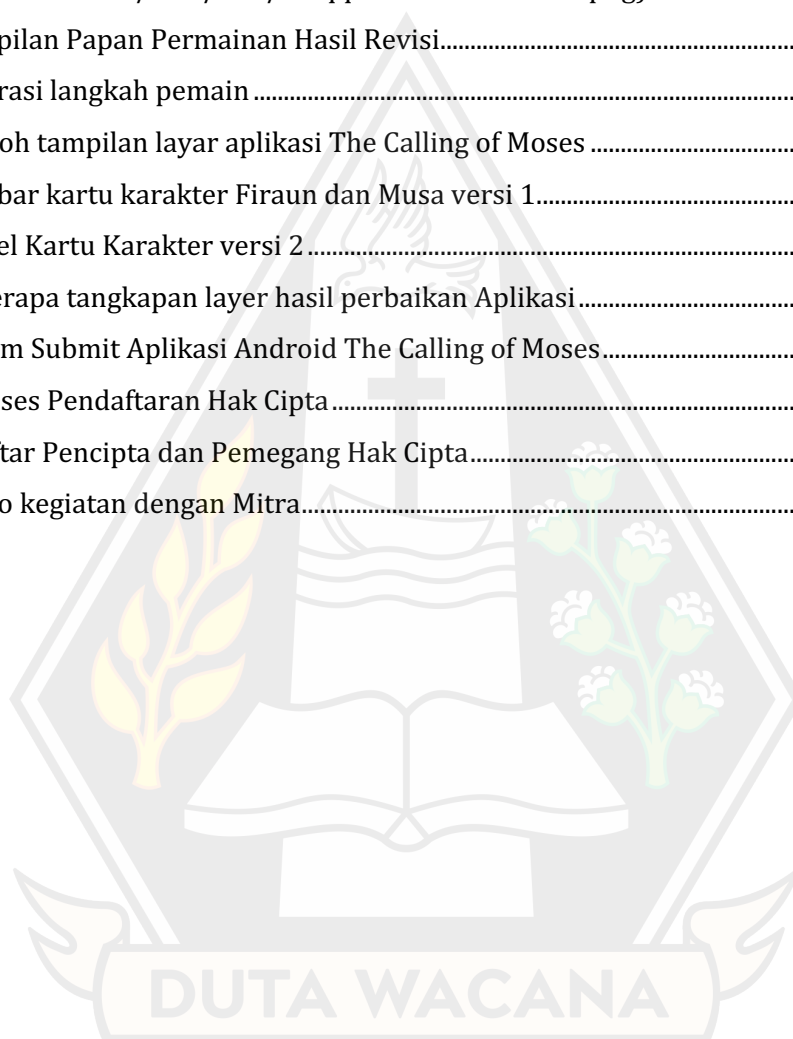 pilan Papan Permainan Hasil Revisi
rasi langkah pemain
oh tampilan layar aplikasi The Calling of Moses
bar kartu karakter Firaun dan Musa versi 1
el Kartu Karakter versi 2
erapa tangkapan layer hasil perbaikan Aplikasi
m Submit Aplikasi Android The Calling of Moses
ses Pendaftaran Hak Cipta
tar Pencipta dan Pemegang Hak Cipta
o kegiatan dengan Mitra
DUTA WACANA